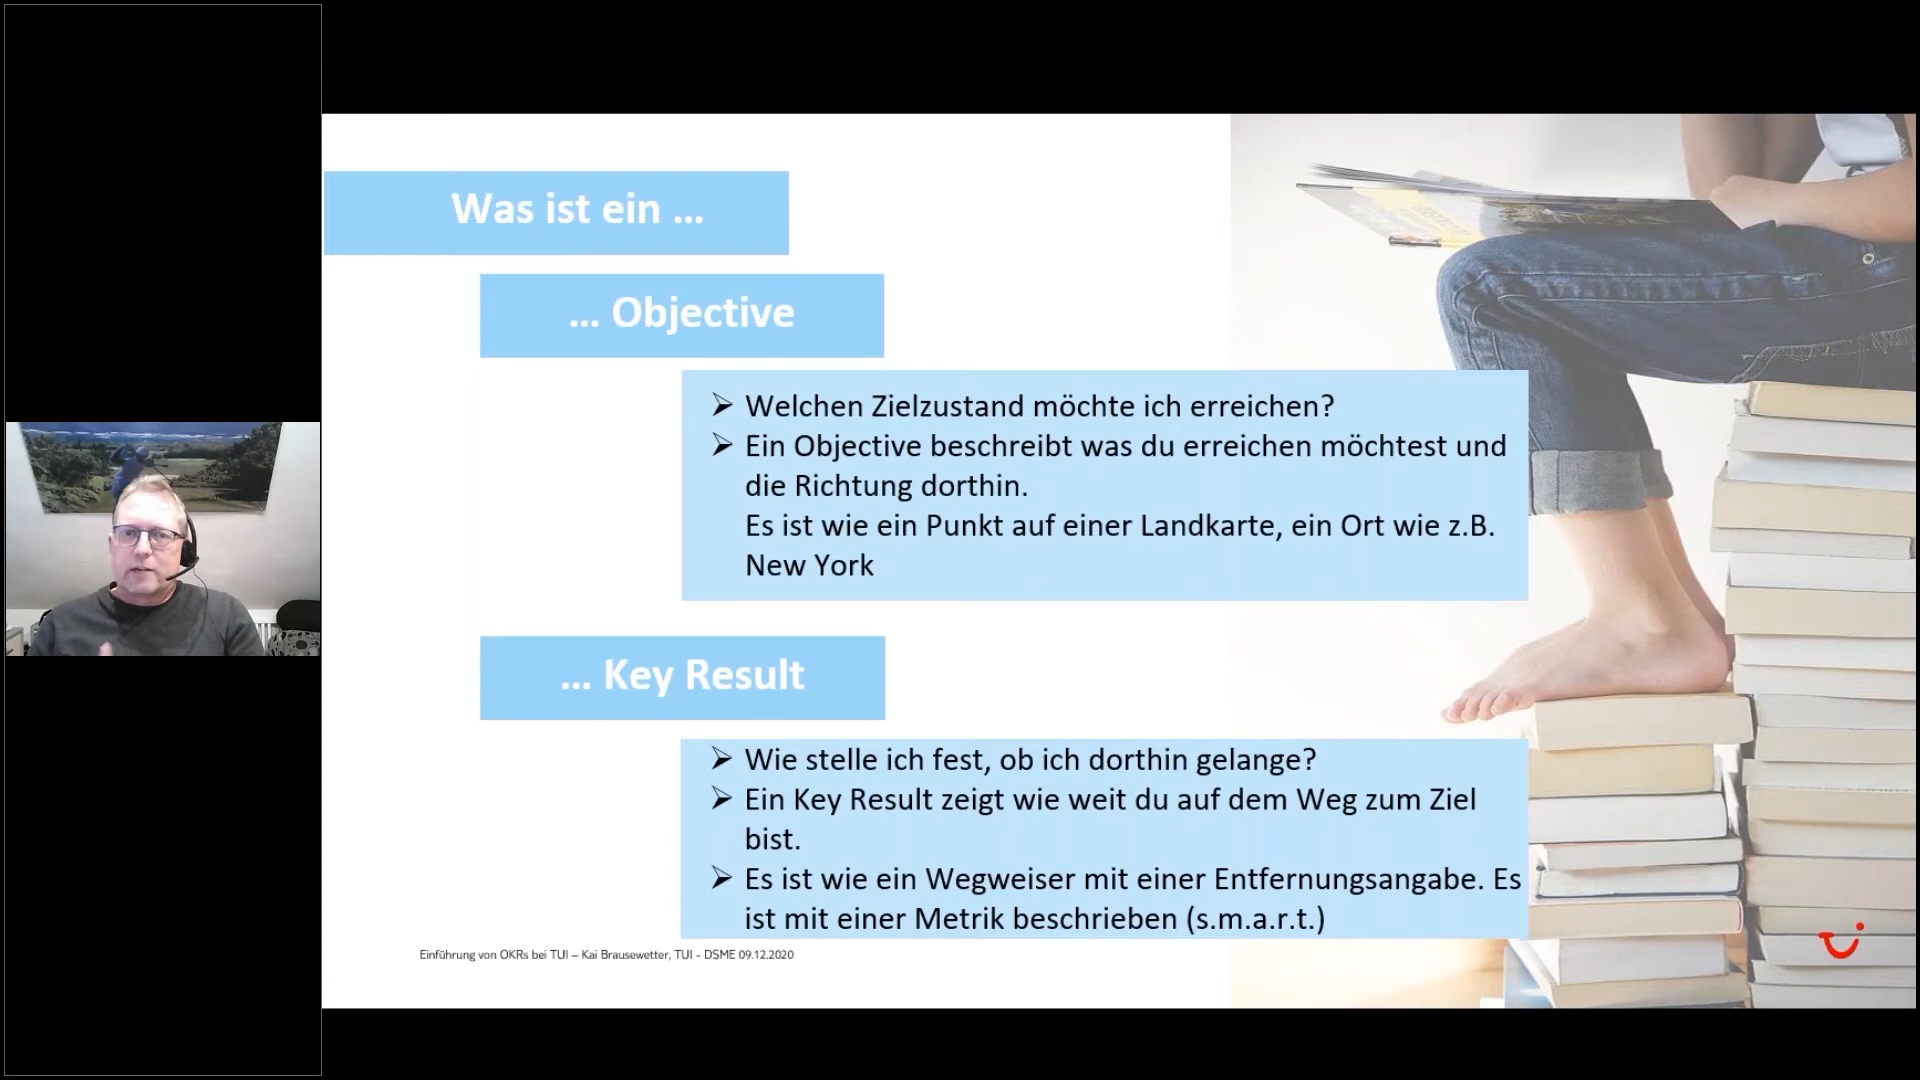 Was ist ein ...
... Objective
➢ Welchen Zielzustand möchte ich erreichen?
➢ Ein Objective beschreibt was du erreichen möchtest und
die Richtung dorthin.
Es ist wie ein Punkt auf einer Landkarte, ein Ort wie z.B.
New York
... Key Result
➢ Wie stelle ich fest, ob ich dorthin gelange?
➢ Ein Key Result zeigt wie weit du auf dem Weg zum Ziel
bist.
➢ Es ist wie ein Wegweiser mit einer Entfernungsangabe. Es
ist mit einer Metrik beschrieben (s.m.a.r.t.)
Einführung von OKRs bei TUI – Kai Brausewetter, TUI - DSME 09.12.2020